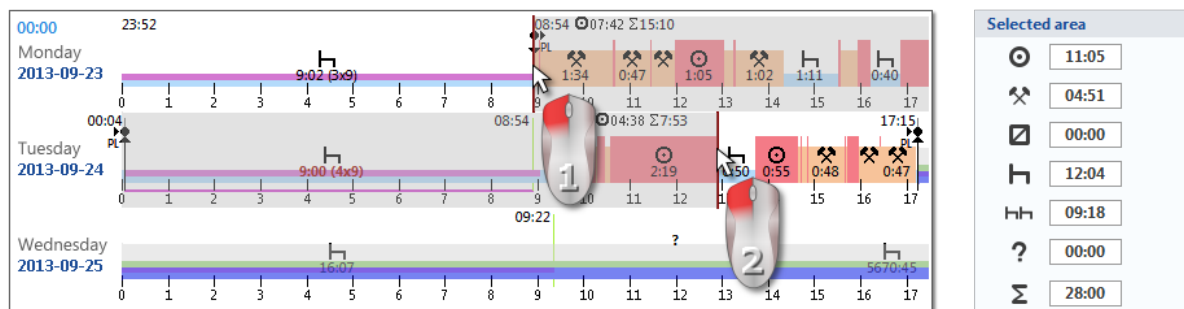 00:00 23:52 08:54 07:42 Σ15:10
Monday
PL
2013-09-23 9:02 (3x9) 1:34 0:47 1:05 1:02 1:11 0:40
0 1 2 3 4 5 6 7 8 9 10 11 12 13 14 15 16 17
00:04 08:54 04:38 Σ7:53 17:15
PL PL
Tuesday
2013-09-24 9:00 (4x9) 2:19 :50 0:55 0:48 0:47
0 1 2 3 4 5 6 7 8 10 11 12 1 14 15 16 17
09:22
Wednesday ?
2013-09-25 16:07 5670:45
0 1 2 3 4 5 6 7 8 9 10 11 12 13 14 15 16 17
1
2
Selected area
11:05
04:51
00:00
12:04
09:18
? 00:00
Σ 28:00